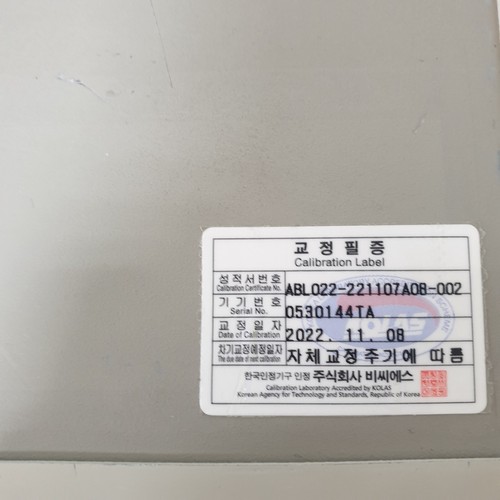 교정필증
Calibration Label
성적서번호 ABL022-221107A08-002
Calibration Certificate No.
기기번호 0530144TA
Serial No.
교정일자 2022. 11. 08
Date of Calibration
차기교정예정일자 자체교정주기에 따름
The due date of next calibration
한국인정기구 인정 주식회사 비씨에스
Calibration Laboratory Accredited by KOLAS
Korean Agency for Technology and Standards, Republic of Korea
KOLAS